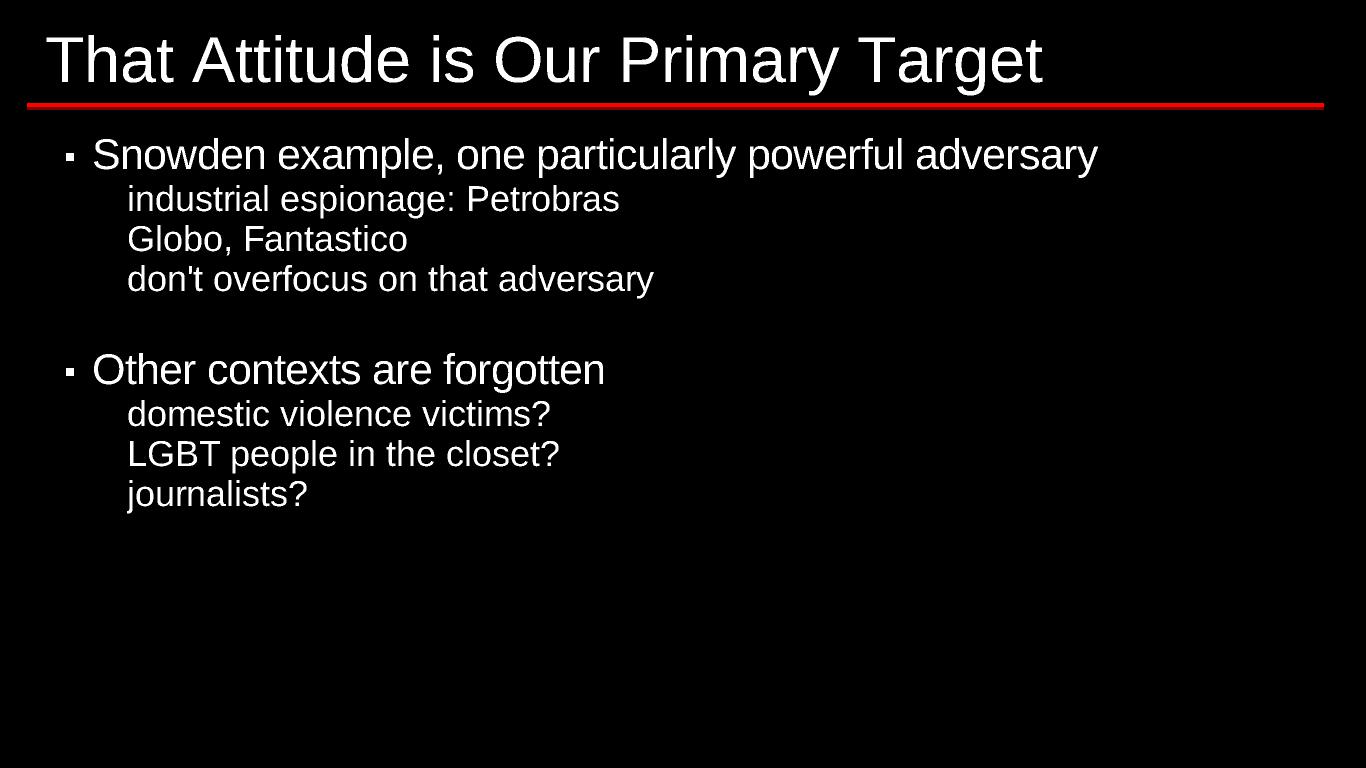 That Attitude is Our Primary Target
▪ Snowden example, one particularly powerful adversary
industrial espionage: Petrobras
Globo, Fantastico
don't overfocus on that adversary
▪ Other contexts are forgotten
domestic violence victims?
LGBT people in the closet?
journalists?